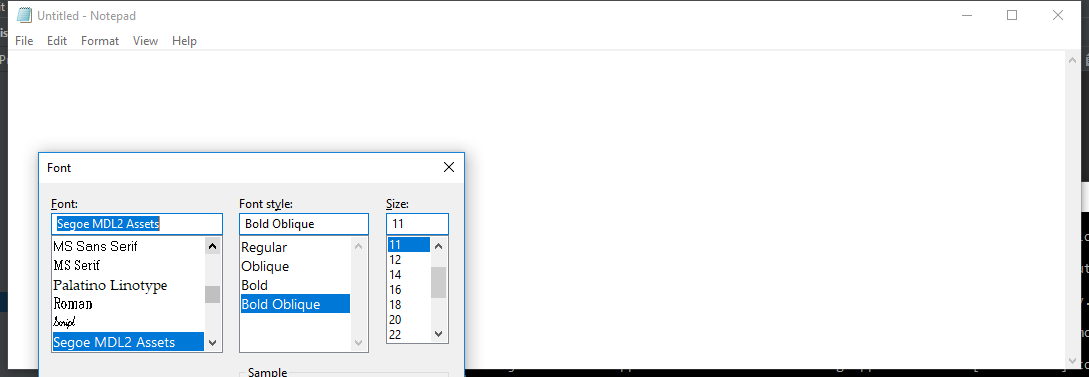 Untitled - Notepad
File Edit Format View Help
Font
Font: Font style: Size:
Segoe MDL2 Assets Bold Oblique 11
MS Sans Serif Regular 11
MS Serif Oblique 12
Palatino Linotype Bold 14
Roman Bold Oblique 16
Script 18
Segoe MDL2 Assets 20
22
Sample